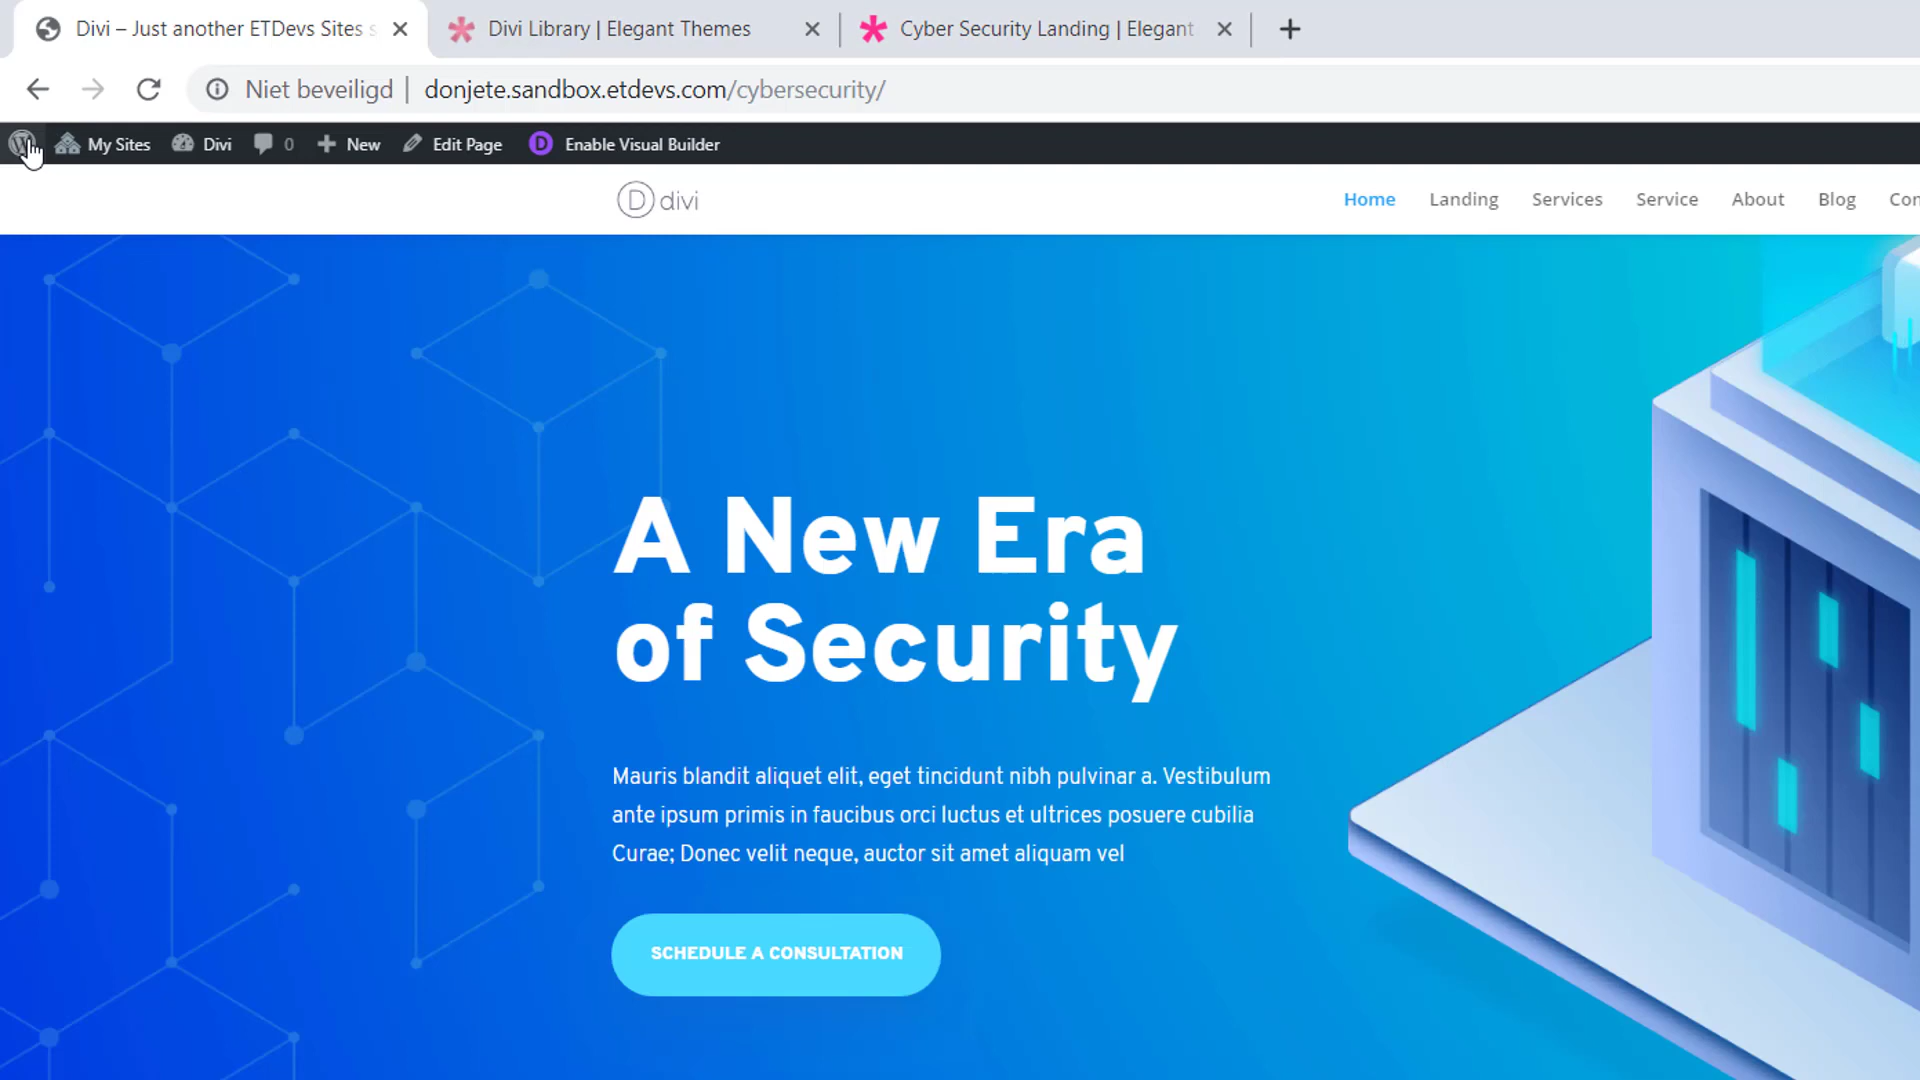 Divi – Just another ETDevs Sites s
Divi Library | Elegant Themes
Cyber Security Landing | Elegant
Niet beveiligd | donjete.sandbox.etdevs.com/cybersecurity/
My Sites Divi 0 New Edit Page D Enable Visual Builder
D divi
Home Landing Services Service About Blog Con
A New Era
of Security
Mauris blandit aliquet elit, eget tincidunt nibh pulvinar a. Vestibulum
ante ipsum primis in faucibus orci luctus et ultrices posuere cubilia
Curae; Donec velit neque, auctor sit amet aliquam vel
SCHEDULE A CONSULTATION